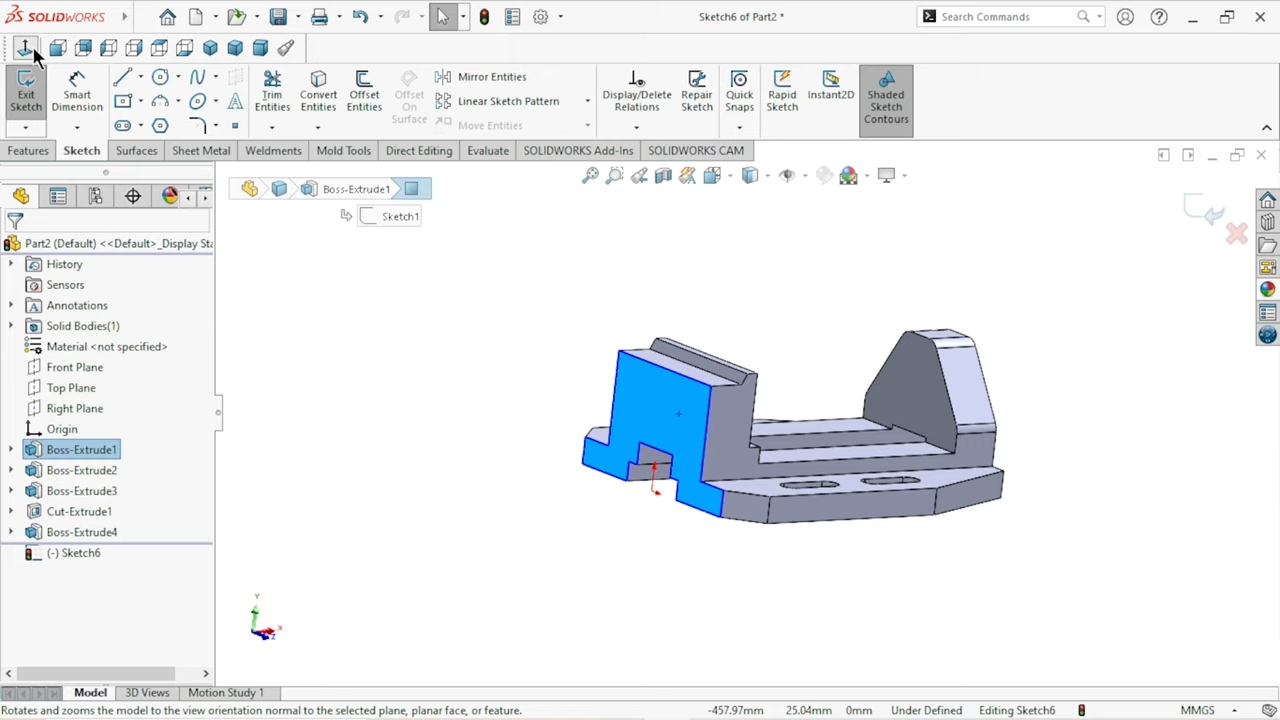 SOLIDWORKS
Sketch6 of Part2 *
Search Commands
Exit Sketch
Smart Dimension
Trim Entities
Convert Entities
Offset Entities
Offset On Surface
Mirror Entities
Linear Sketch Pattern
Move Entities
Display/Delete Relations
Repair Sketch
Quick Snaps
Rapid Sketch
Instant2D
Shaded Sketch Contours
Features
Sketch
Surfaces
Sheet Metal
Weldments
Mold Tools
Direct Editing
Evaluate
SOLIDWORKS Add-Ins
SOLIDWORKS CAM
Boss-Extrude1
Sketch1
Part2 (Default) <<Default>_Display Sta
History
Sensors
Annotations
Solid Bodies(1)
Material <not specified>
Front Plane
Top Plane
Right Plane
Origin
Boss-Extrude1
Boss-Extrude2
Boss-Extrude3
Cut-Extrude1
Boss-Extrude4
(-) Sketch6
Y
X
Z
Model
3D Views
Motion Study 1
Rotates and zooms the model to the view orientation normal to the selected plane, planar face, or feature.
-457.97mm
25.04mm
0mm
Under Defined
Editing Sketch6
MMGS